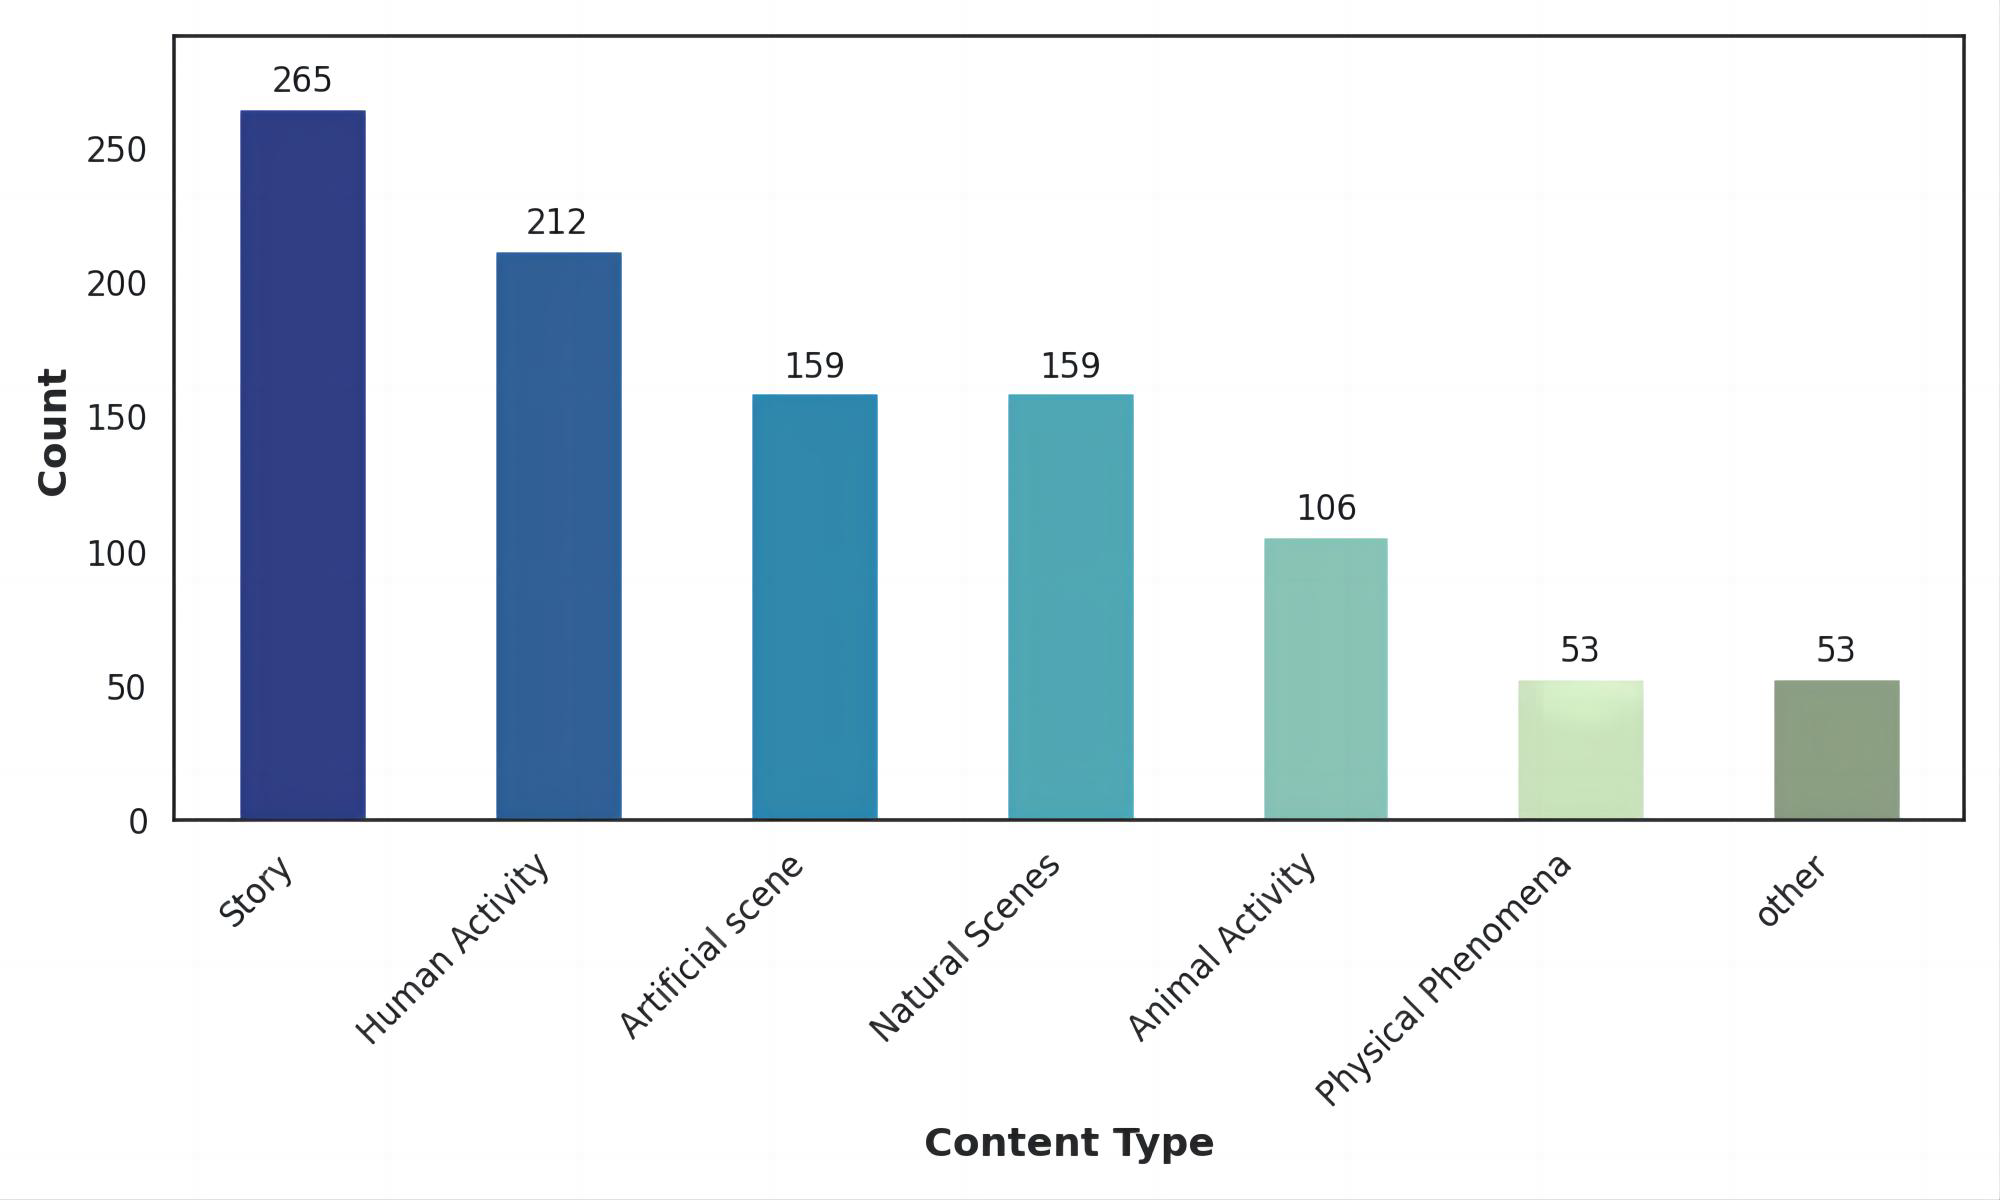 265
250
212
200
159
159
150
Count
106
100
53
53
50
0
Story
Human Activity
Artificial scene
Natural Scenes
Animal Activity
Physical Phenomena
other
Content Type